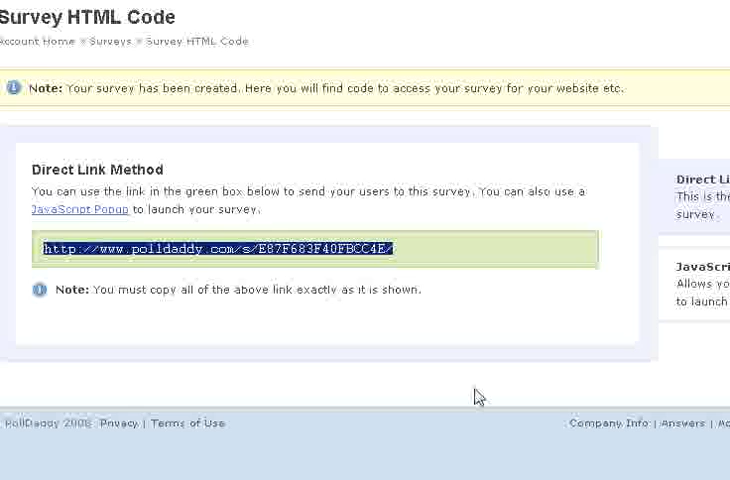 Survey HTML Code
Account Home » Surveys » Survey HTML Code
Note: Your survey has been created. Here you will find code to access your survey for your website etc.
Direct Link Method
You can use the link in the green box below to send your users to this survey. You can also use a
JavaScript Popup to launch your survey.
http://www.polldaddy.com/s/E87F683F40FBCC4E/
Note: You must copy all of the above link exactly as it is shown.
Direct Li
This is the
survey.
JavaScri
Allows yo
to launch
PollDaddy 2008 Privacy | Terms of Use
Company Info | Answers |